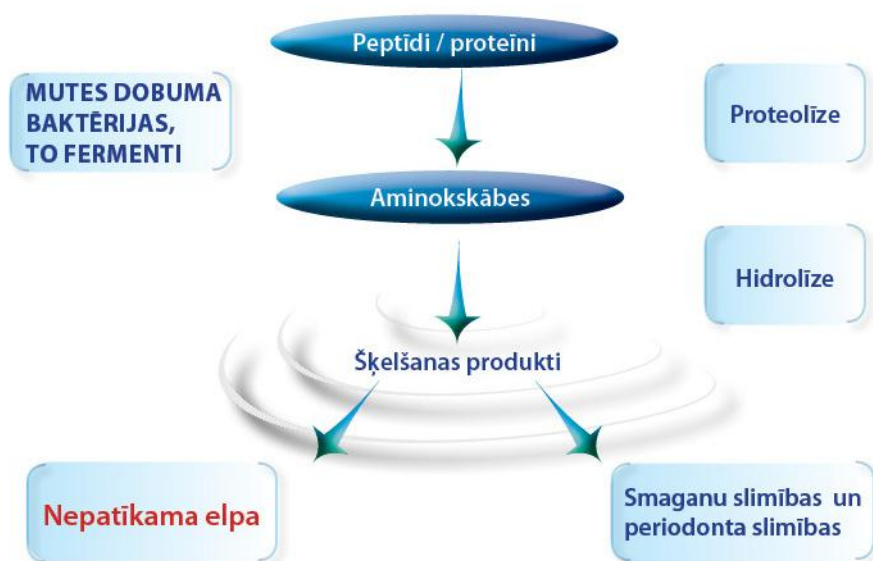 Peptīdi / proteīni
MUTES DOBUMA
BAKTĒRIJAS,
TO FERMENTI
Proteolīze
Aminokskābes
Hidrolīze
Šķelšanas produkti
Nepatīkama elpa
Smaganu slimības un
periodonta slimības